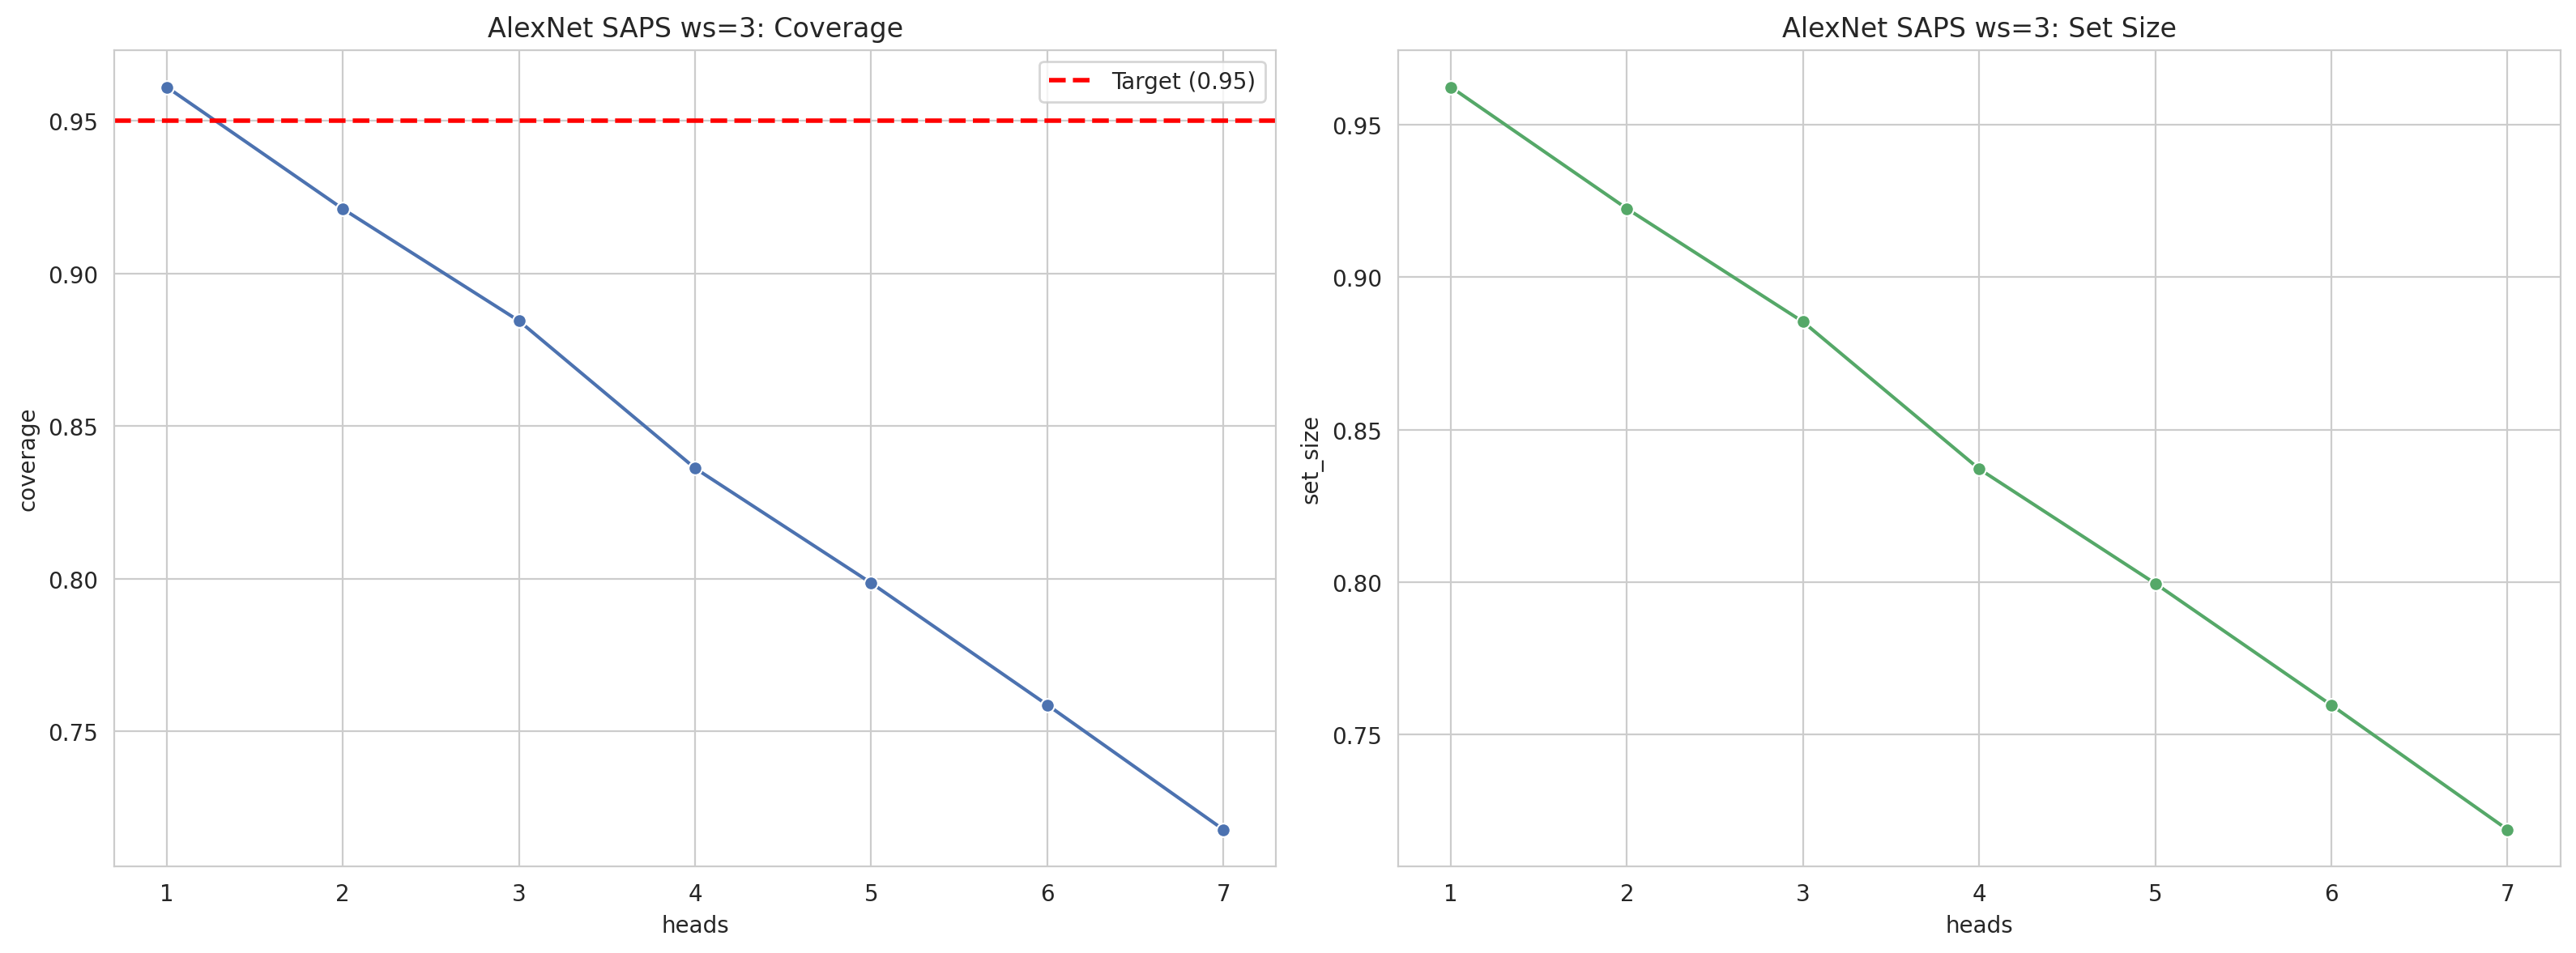 AlexNet SAPS ws=3: Coverage
Target (0.95)
coverage
0.95
0.90
0.85
0.80
0.75
1 2 3 4 5 6 7
heads
AlexNet SAPS ws=3: Set Size
set_size
0.95
0.90
0.85
0.80
0.75
1 2 3 4 5 6 7
heads